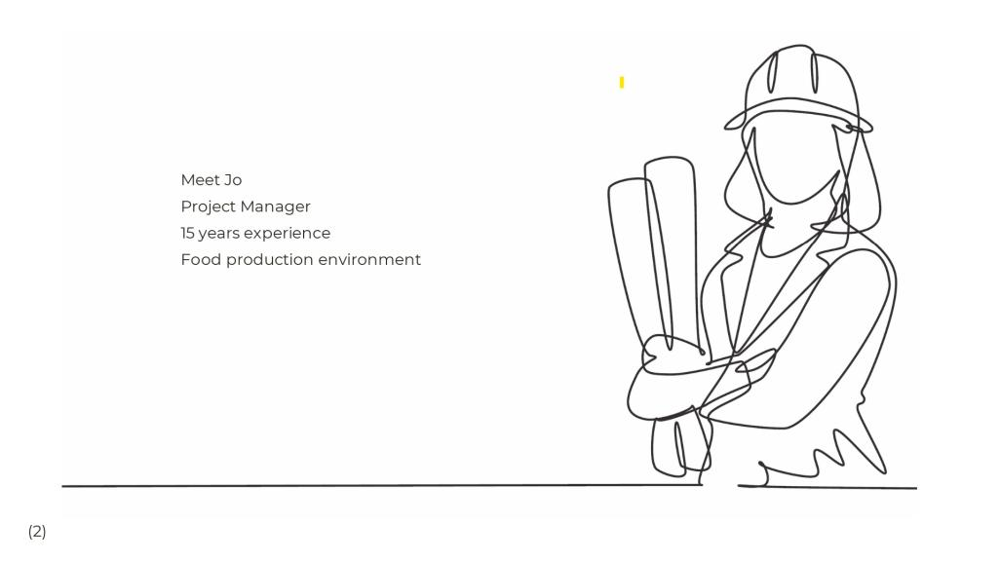 Meet Jo
Project Manager
15 years experience
Food production environment
(2)